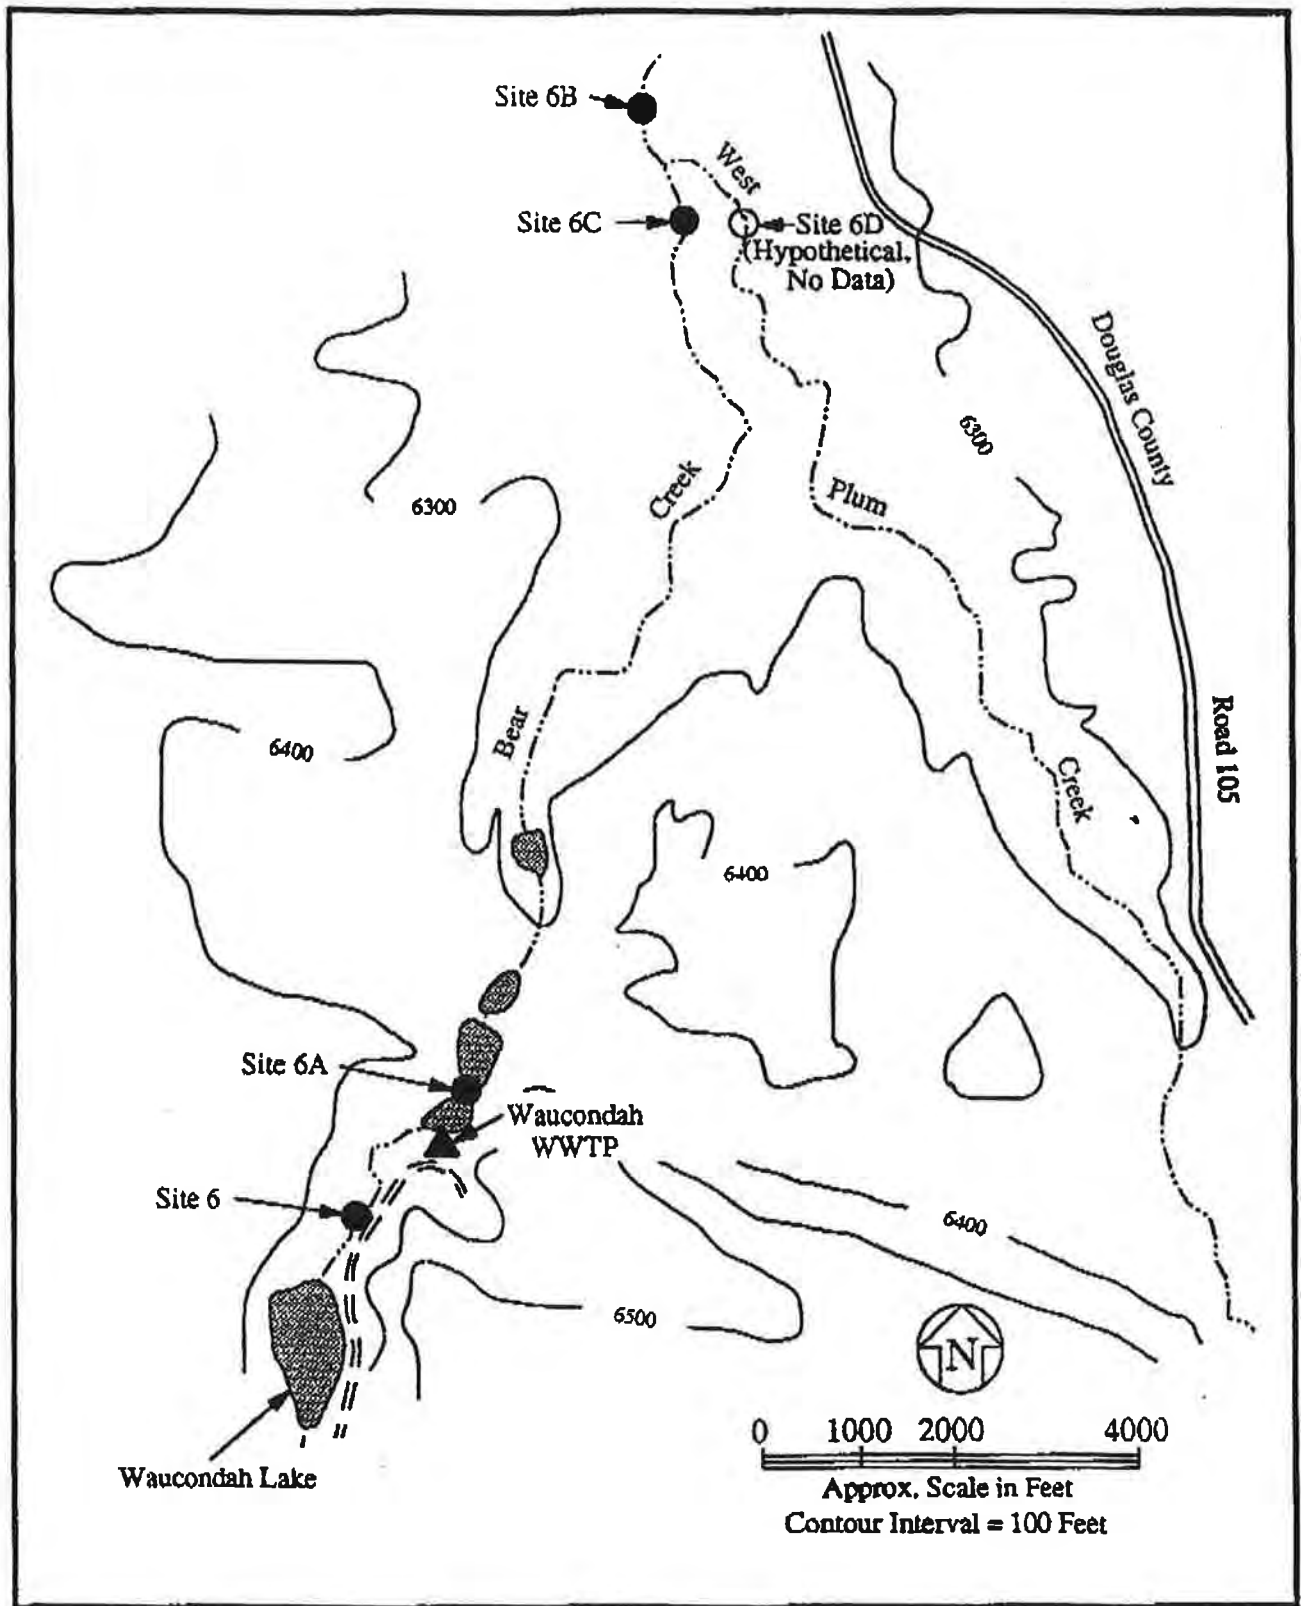 Site 6B
West
Site 6C
Site 6D
(Hypothetical,
No Data)
Douglas County
6300
Creek
Plum
6300
Bear
6400
Road 105
Creek
6400
Site 6A
Waucondah
WWTP
Site 6
6400
6500
N
0 1000 2000 4000
Approx. Scale in Feet
Contour Interval = 100 Feet
Waucondah Lake